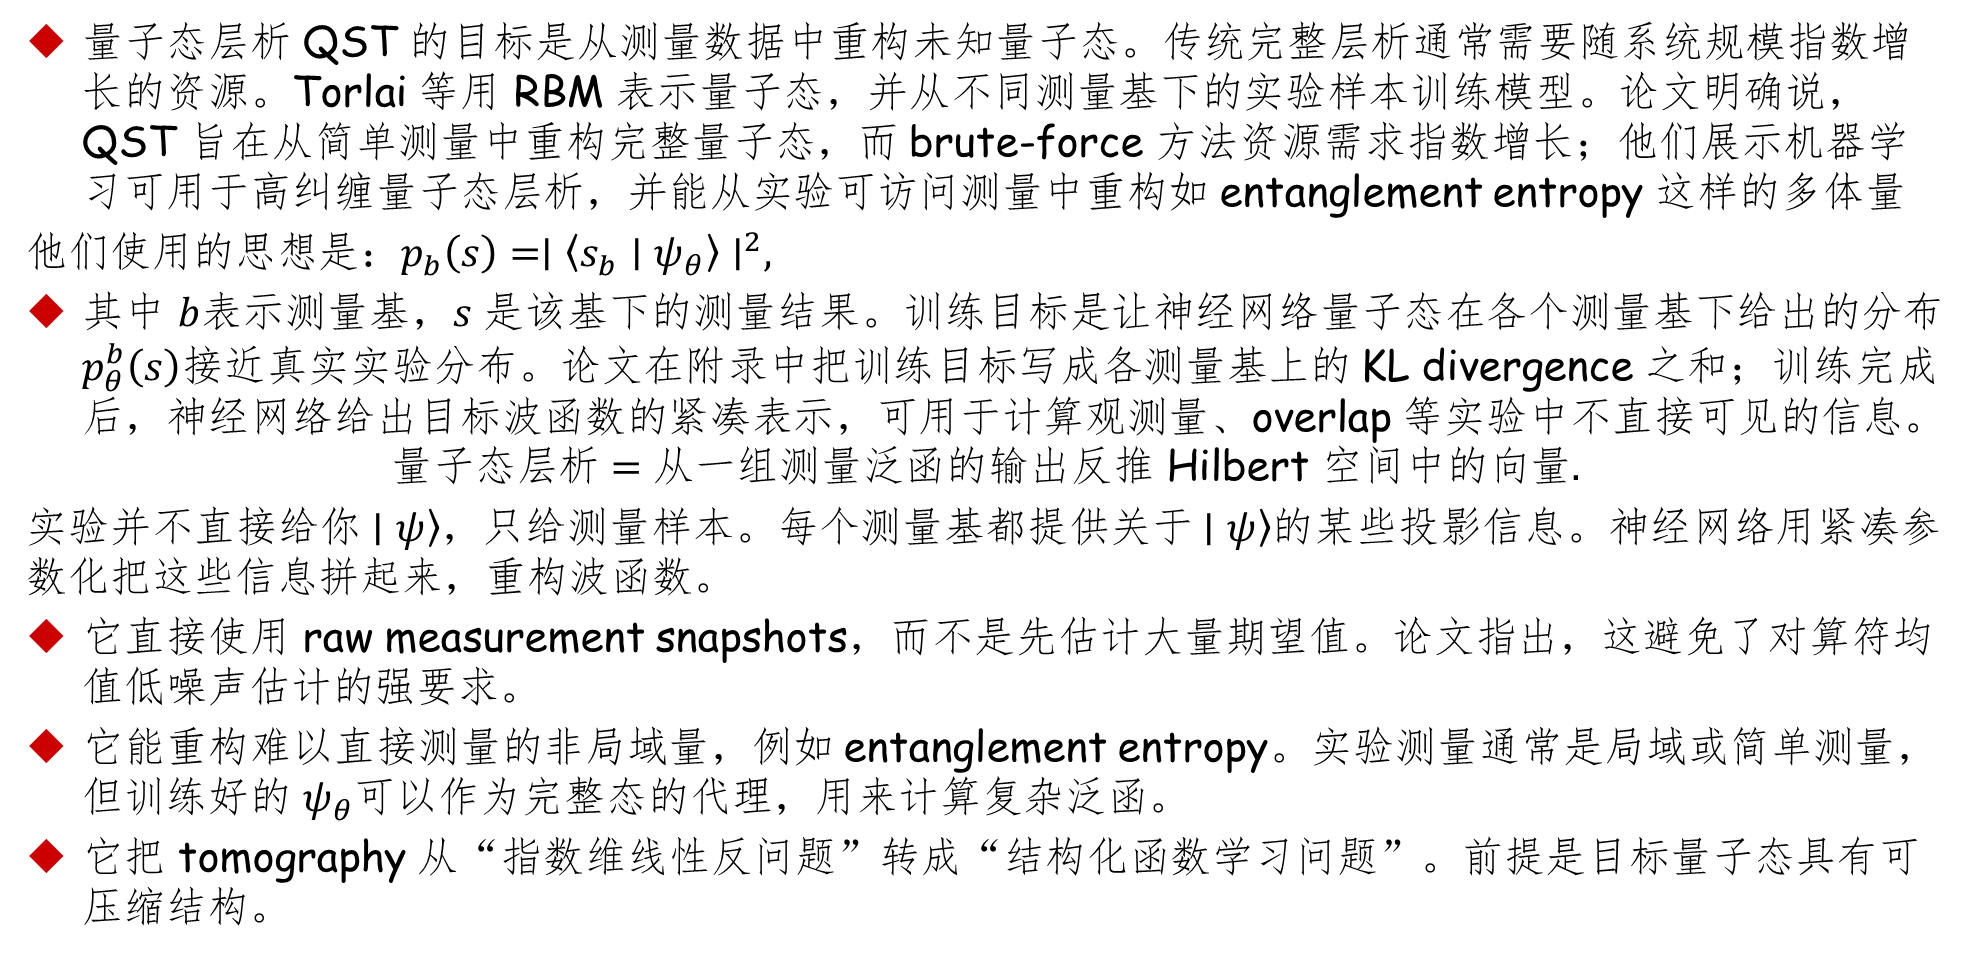 ◆ 量子态层析 QST 的目标是从测量数据中重构未知量子态。传统完整层析通常需要随系统规模指数增
长的资源。Torlai 等用 RBM 表示量子态，并从不同测量基下的实验样本训练模型。论文明确说，
QST 旨在从简单测量中重构完整量子态，而 brute-force 方法资源需求指数增长；他们展示机器学
习可用于高纠缠量子态层析，并能从实验可访问测量中重构如 entanglement entropy 这样的多体量
他们使用的思想是：$p_b(s) =| \langle s_b | \psi_\theta \rangle |^2$,
◆ 其中 $b$表示测量基，$s$ 是该基下的测量结果。训练目标是让神经网络量子态在各个测量基下给出的分布
$p_\theta^b(s)$接近真实实验分布。论文在附录中把训练目标写成各测量基上的 KL divergence 之和；训练完成
后，神经网络给出目标波函数的紧凑表示，可用于计算观测量、overlap 等实验中不直接可见的信息。
量子态层析 = 从一组测量泛函的输出反推 Hilbert 空间中的向量.
实验并不直接给你 $| \psi \rangle$，只给测量样本。每个测量基都提供关于 $| \psi \rangle$的某些投影信息。神经网络用紧凑参
数化把这些信息拼起来，重构波函数。
◆ 它直接使用 raw measurement snapshots，而不是先估计大量期望值。论文指出，这避免了对算符均
值低噪声估计的强要求。
◆ 它能重构难以直接测量的非局域量，例如 entanglement entropy。实验测量通常是局域或简单测量，
但训练好的 $\psi_\theta$可以作为完整态的代理，用来计算复杂泛函。
◆ 它把 tomography 从“指数维线性反问题”转成“结构化函数学习问题”。前提是目标量子态具有可
压缩结构。